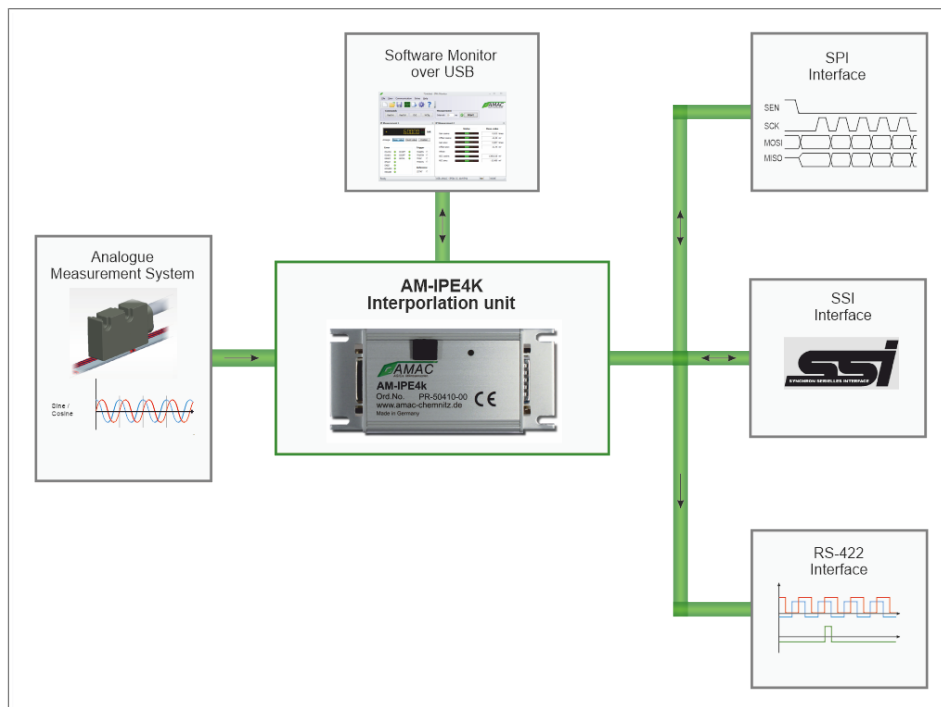 Software Monitor
over USB
AMAC
SPI
Interface
SEN
SCK
MOSI
MISO
Analogue
Measurement System
Sine /
Cosine
AM-IPE4K
Interporlation unit
AMAC
AM-IPE4k
Ord.No. PR-50410-00
www.amac-chemnitz.de
Made in Germany
CE
SSI
Interface
SSi
SYNCHRON SERIELLES INTERFACE
RS-422
Interface